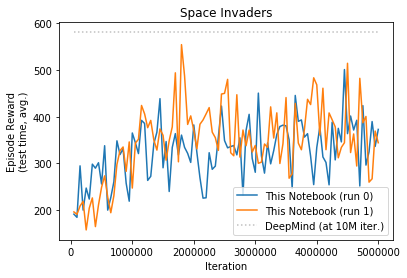 Space Invaders
Episode Reward
(test time, avg.)
600
500
400
300
200
0
1000000
2000000
3000000
4000000
5000000
Iteration
This Notebook (run 0)
This Notebook (run 1)
DeepMind (at 10M iter.)